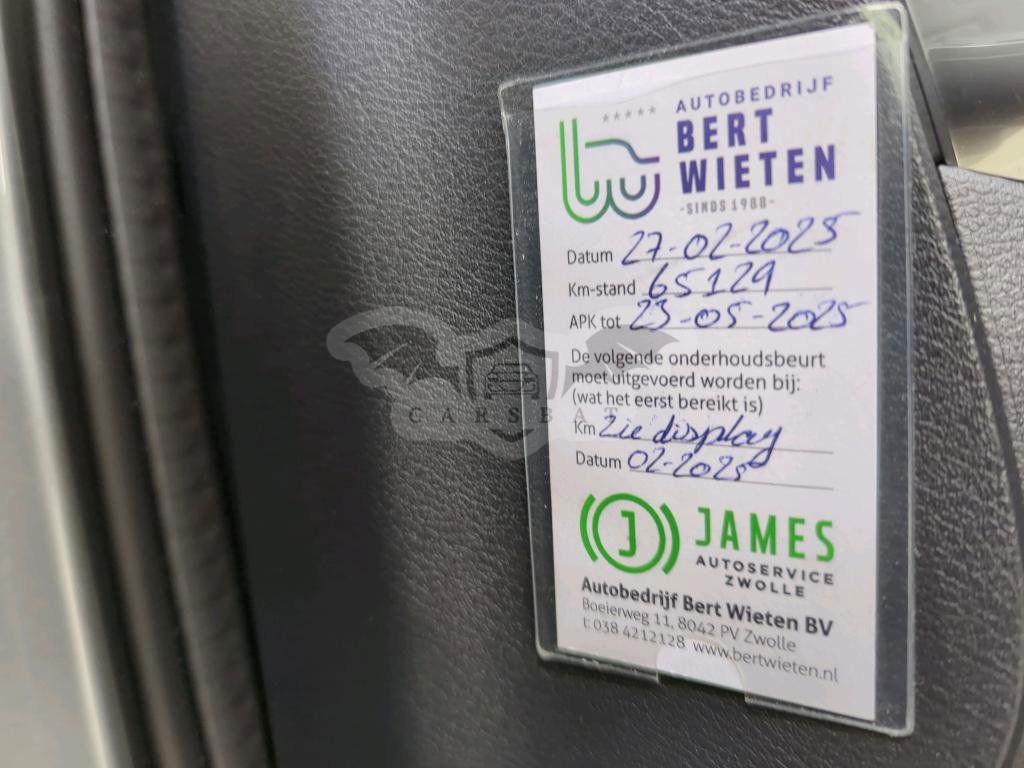 AUTOBEDRIJF
BERT
WIETEN
-SINDS 1988-
Datum 27-02-2025
Km-stand 65129
APK tot 23-05-2025
De volgende onderhoudsbeurt
moet uitgevoerd worden bij:
(wat het eerst bereikt is)
CARSBAT
Km Zie display
Datum 02-2025
J JAMES
AUTOSERVICE
ZWOLLE
Autobedrijf Bert Wieten BV
Boeierweg 11, 8042 PV Zwolle
t: 038 4212128 www.bertwieten.nl